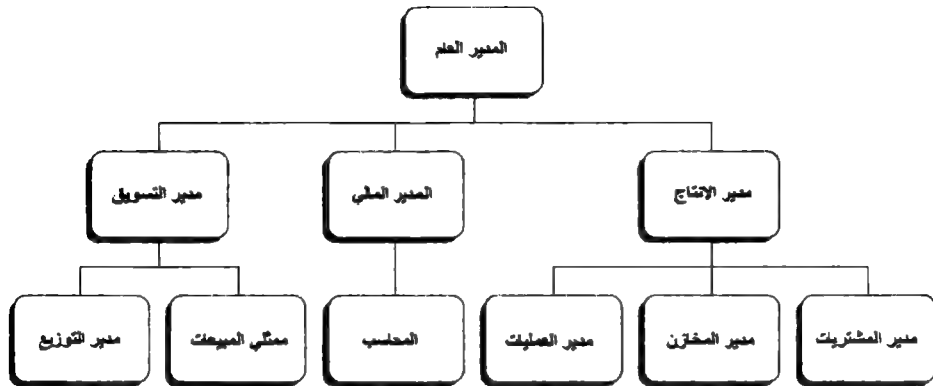 المدير العام
مدير الانتاج
المدير المالي
مدير التسويق
مدير المشتريات
مدير المخازن
مدير العمليات
المحاسب
ممثلي المبيعات
مدير التوزيع